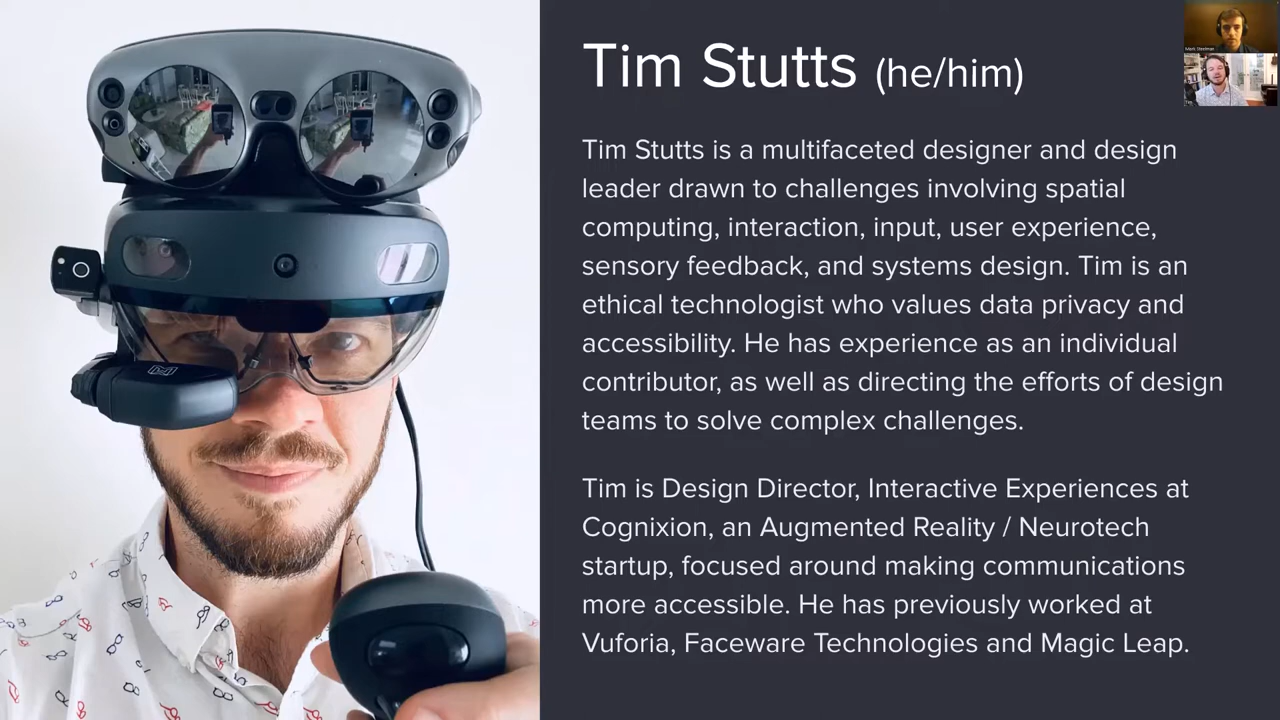 Tim Stutts (he/him)
Tim Stutts is a multifaceted designer and design
leader drawn to challenges involving spatial
computing, interaction, input, user experience,
sensory feedback, and systems design. Tim is an
ethical technologist who values data privacy and
accessibility. He has experience as an individual
contributor, as well as directing the efforts of design
teams to solve complex challenges.
Tim is Design Director, Interactive Experiences at
Cognixion, an Augmented Reality / Neurotech
startup, focused around making communications
more accessible. He has previously worked at
Vuforia, Faceware Technologies and Magic Leap.